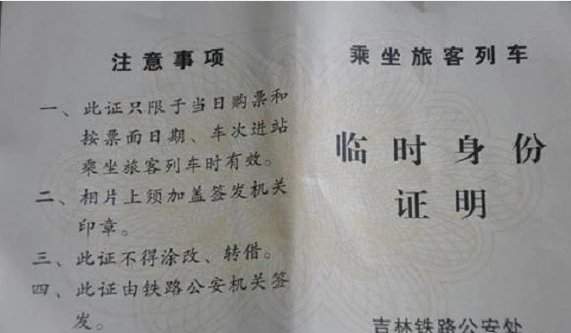 注意事项
一、此证只限于当日购票和
按票面日期、车次进站
乘坐旅客列车时有效。
二、相片上须加盖签发机关
印章。
三、此证不得涂改、转借。
四、此证由铁路公安机关签
发。
乘坐旅客列车
临时身份
证明
吉林铁路公安处